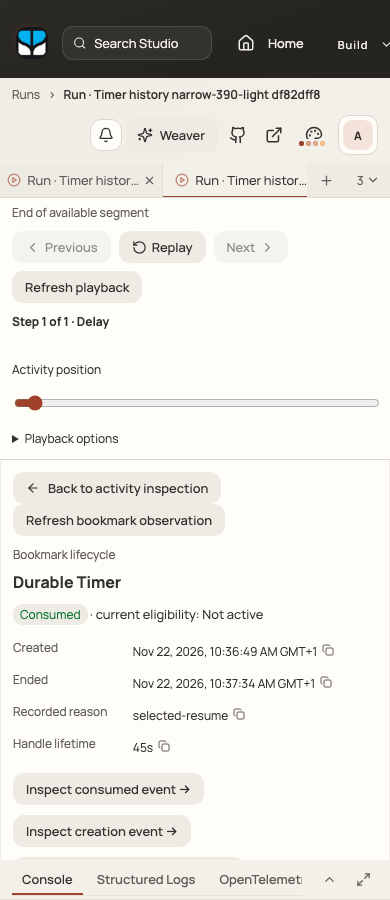 Search Studio
Home
Build
Runs > Run · Timer history narrow-390-light df82dff8
Weaver
A
Run · Timer histor...
Run · Timer histor...
3
End of available segment
Previous
Replay
Next
Refresh playback
Step 1 of 1 · Delay
Activity position
Playback options
Back to activity inspection
Refresh bookmark observation
Bookmark lifecycle
Durable Timer
Consumed · current eligibility: Not active
Created Nov 22, 2026, 10:36:49 AM GMT+1
Ended Nov 22, 2026, 10:37:34 AM GMT+1
Recorded reason selected-resume
Handle lifetime 45s
Inspect consumed event →
Inspect creation event →
Console
Structured Logs
OpenTelemet